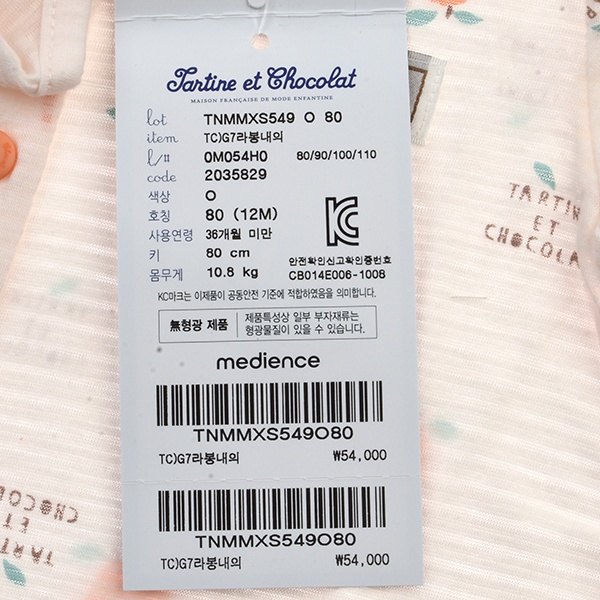 Tartine et Chocolat
MAISON FRANÇAISE DE MODE ENFANTINE
lot TNMMXS549 O 80
item TC)G7라봉내의
l/# 0M054H0 80/90/100/110
code 2035829
색상 O
호칭 80 (12M)
사용연령 36개월 미만
키 80 cm
몸무게 10.8 kg
안전확인신고확인증번호
CB014E006-1008
KC마크는 이제품이 공통안전 기준에 적합하였음을 의미합니다.
無형광 제품 제품특성상 일부 부자재류는
형광물질이 있을 수 있습니다.
medience
TNMMXS549O80
TC)G7라봉내의 ₩54,000
TNMMXS549O80
TC)G7라봉내의 ₩54,000
TARTIN
ET
CHOCOLA
TARTI
ET
CHOCO